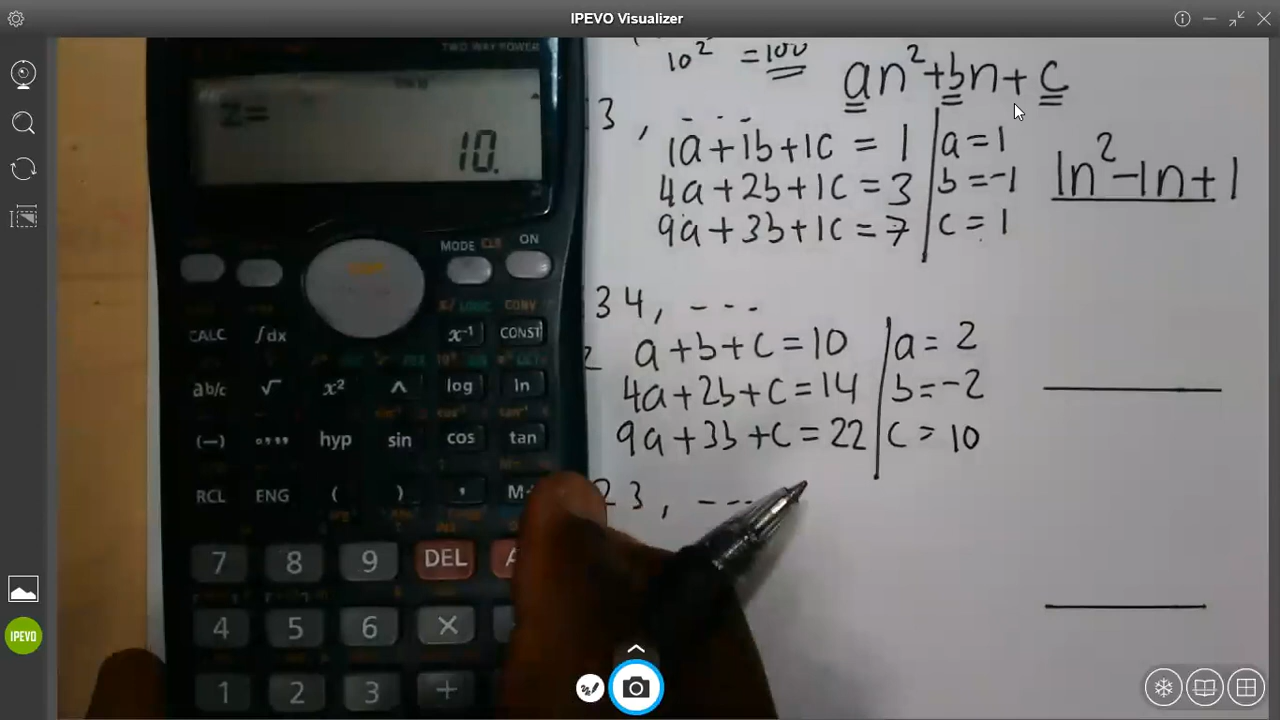 IPEVO Visualizer
TWO WAY POWER
z=
10.
MODE CLR ON
CALC ∫dx x⁻¹ CONST
ab/c √ x² ^ log ln
(−) °,,, hyp sin cos tan
RCL ENG ( ) , M+
7 8 9 DEL A
4 5 6 ×
1 2 3 +
10² = 100
an²+bn+c
3, ---
1a+1b+1c = 1
4a+2b+1c = 3
9a+3b+1c = 7
a=1
b=-1
c=1
1n²-1n+1
34, ---
2
a+b+c=10
4a+2b+c=14
9a+3b+c=22
a=2
b=-2
c=10
23, ---
IPEVO